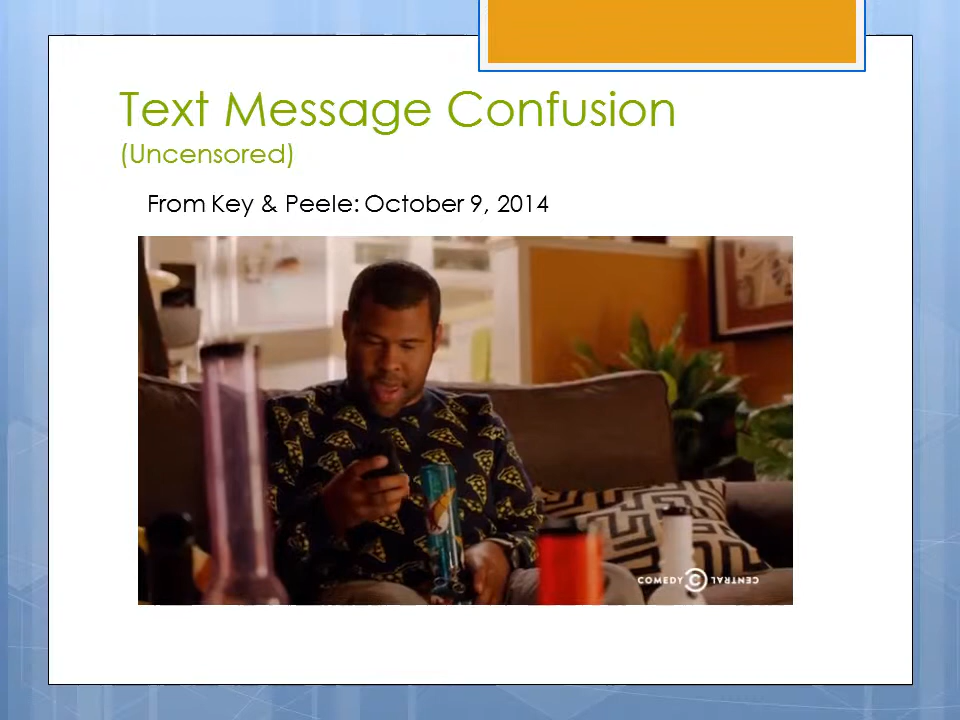 Text Message Confusion
(Uncensored)
From Key & Peele: October 9, 2014
COMEDY CENTRAL